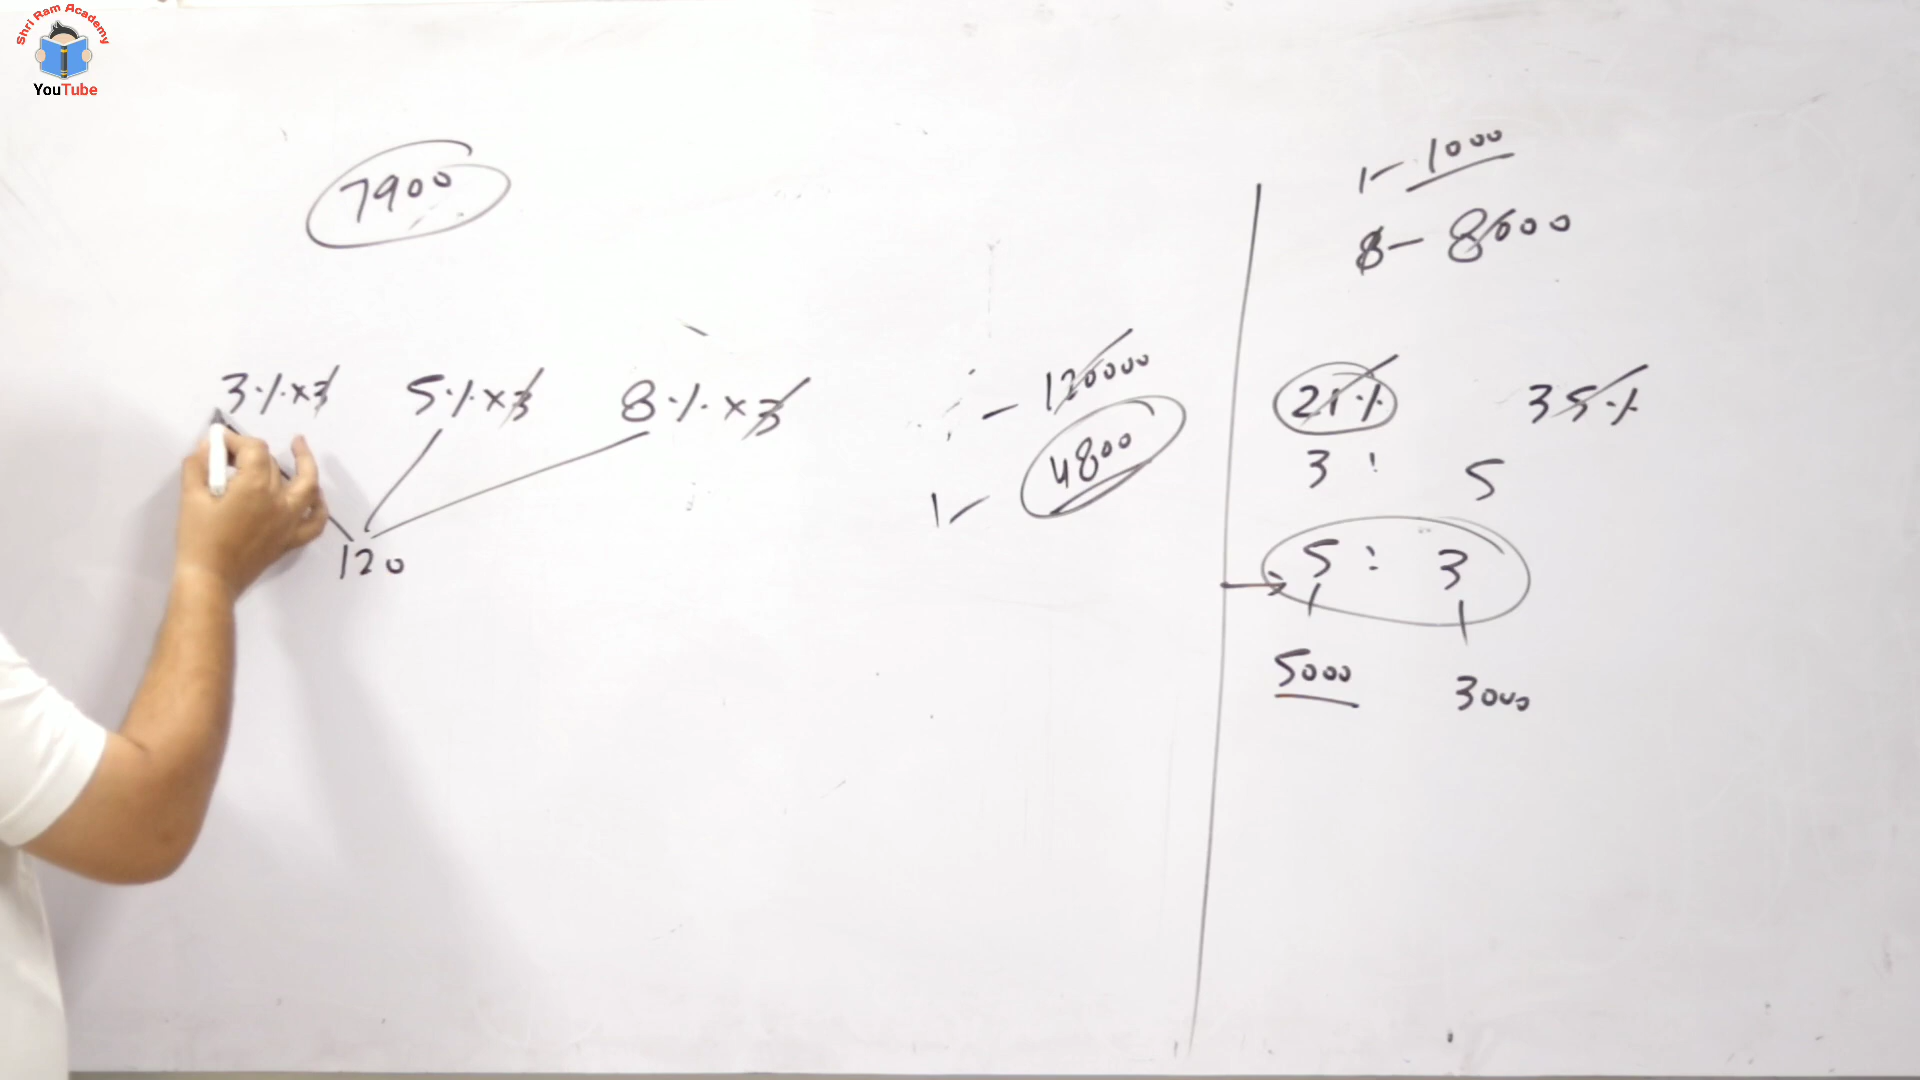 Shri Ram Academy
YouTube
7900
3·/·×3 5·/·×3 8·/·×3
120
– 120000
1– 4800
1– 1000
8– 8000
21·/· 35·/·
3 : 5
5 : 3
5000 3000